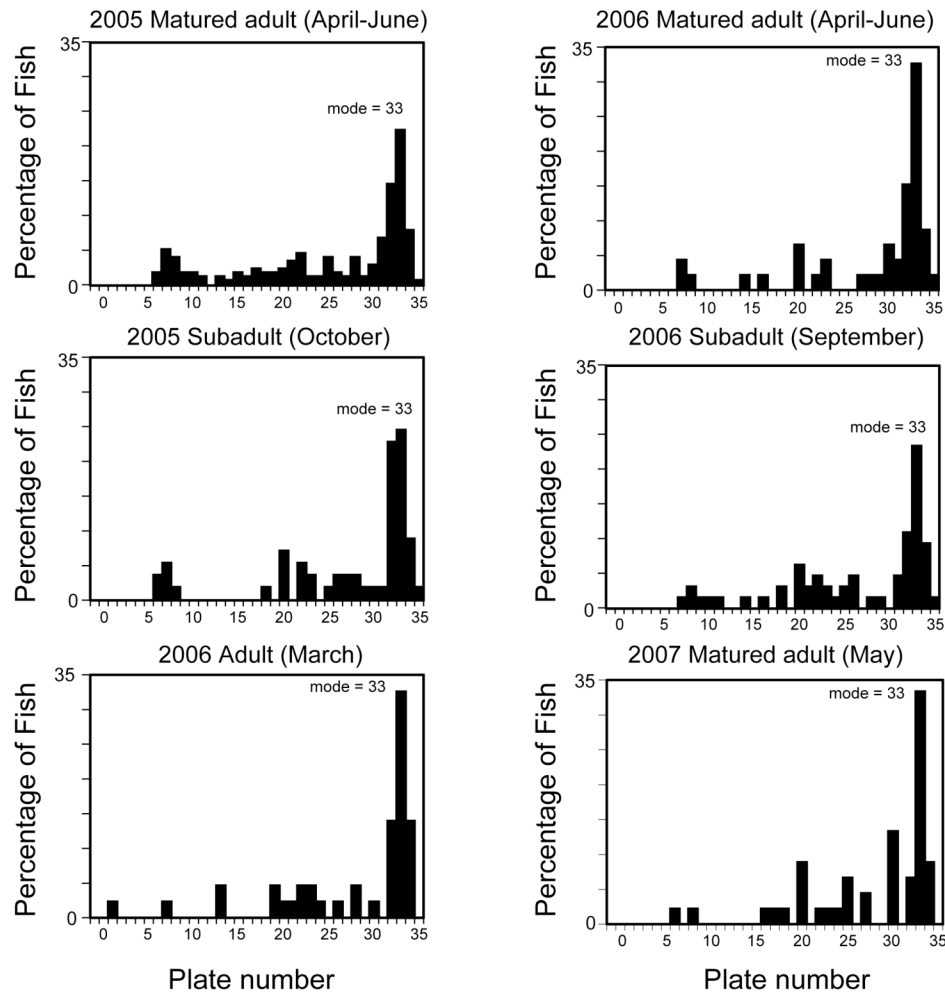 2005 Matured adult (April-June)
35
Percentage of Fish
mode = 33
0
0 5 10 15 20 25 30 35
2006 Matured adult (April-June)
35
Percentage of Fish
mode = 33
0
0 5 10 15 20 25 30 35
2005 Subadult (October)
35
Percentage of Fish
mode = 33
0
0 5 10 15 20 25 30 35
2006 Subadult (September)
35
Percentage of Fish
mode = 33
0
0 5 10 15 20 25 30 35
2006 Adult (March)
35
Percentage of Fish
mode = 33
0
0 5 10 15 20 25 30 35
Plate number
2007 Matured adult (May)
35
Percentage of Fish
mode = 33
0
0 5 10 15 20 25 30 35
Plate number